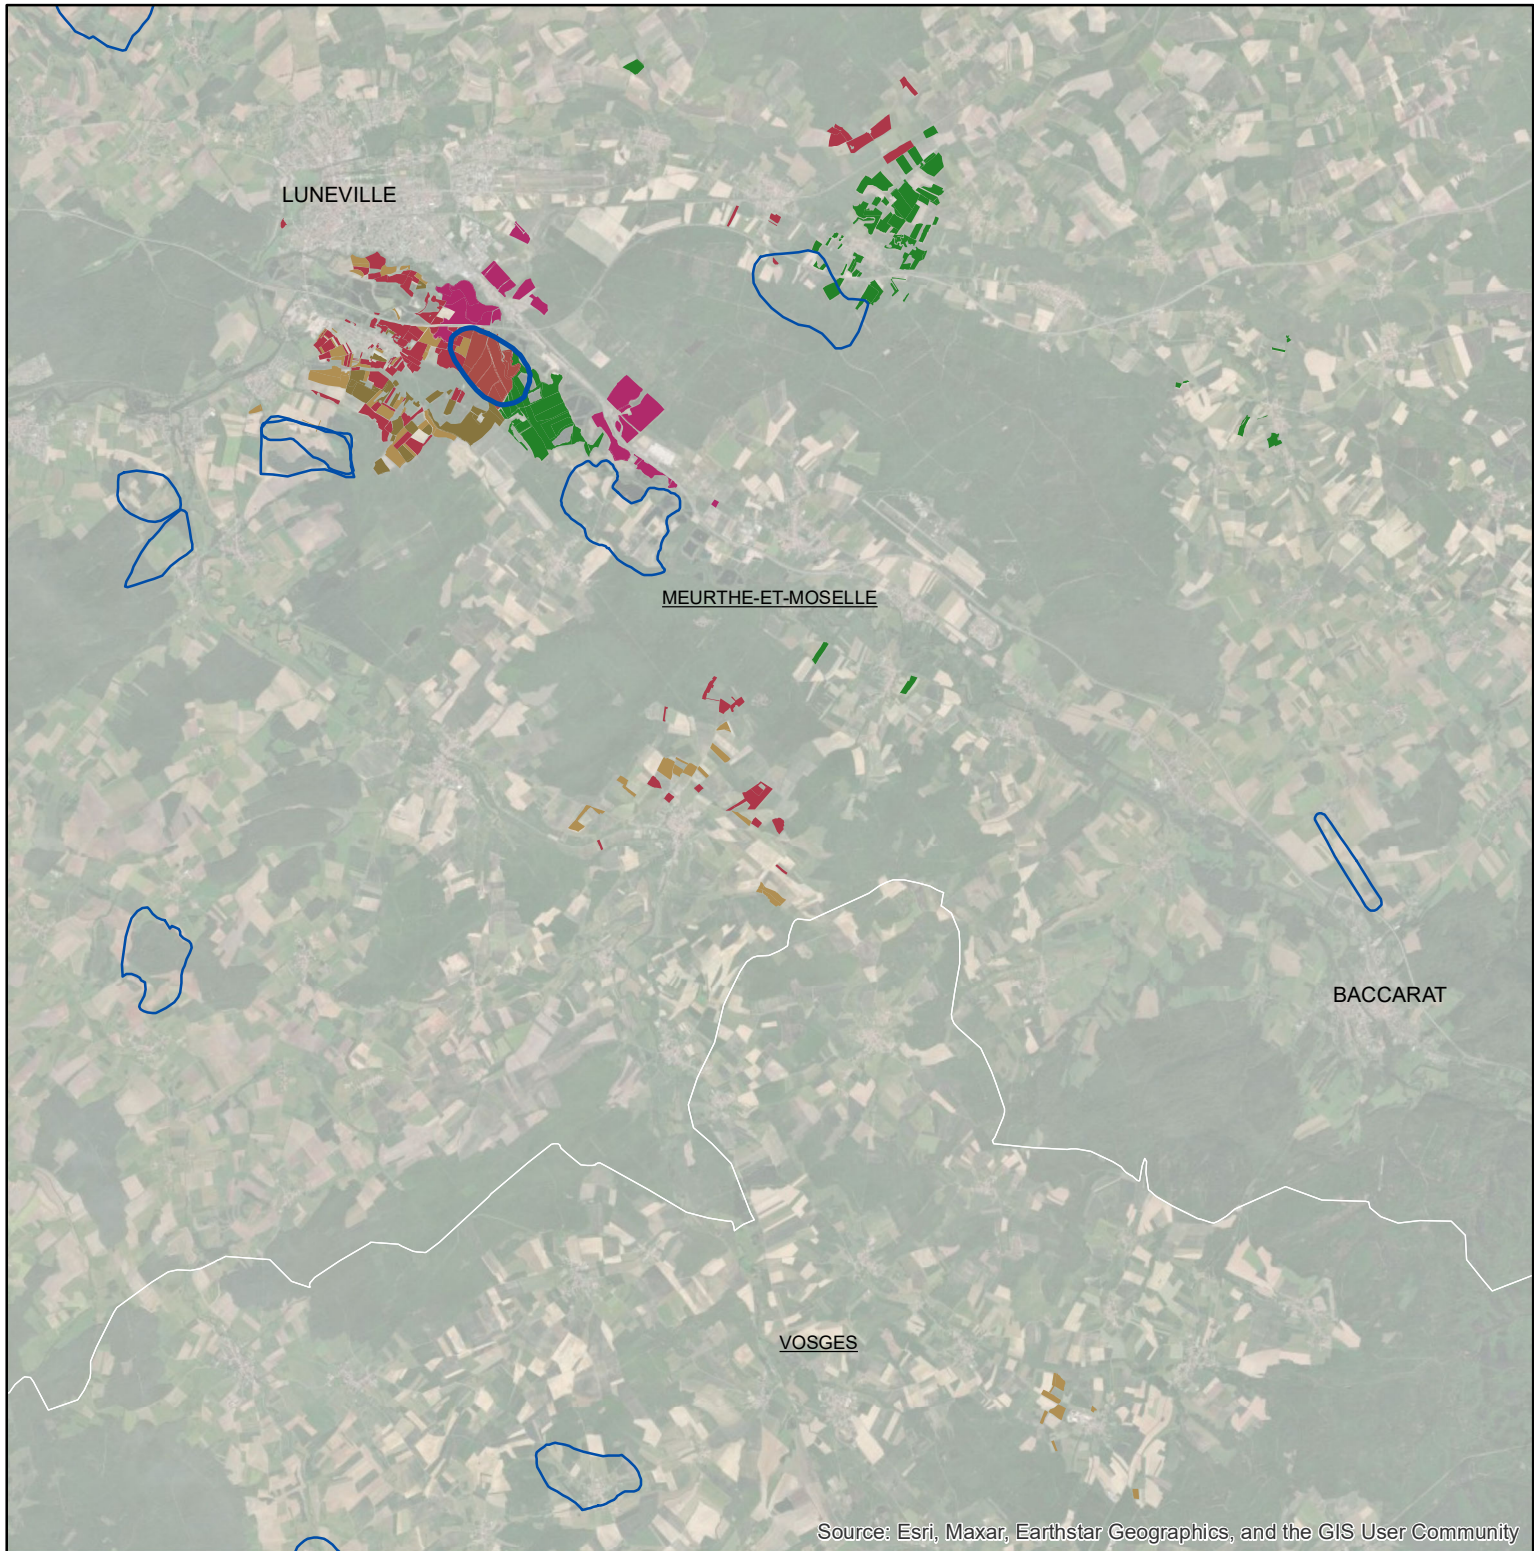 LUNEVILLE
MEURTHE-ET-MOSELLE
BACCARAT
VOSGES
Source: Esri, Maxar, Earthstar Geographics, and the GIS User Community